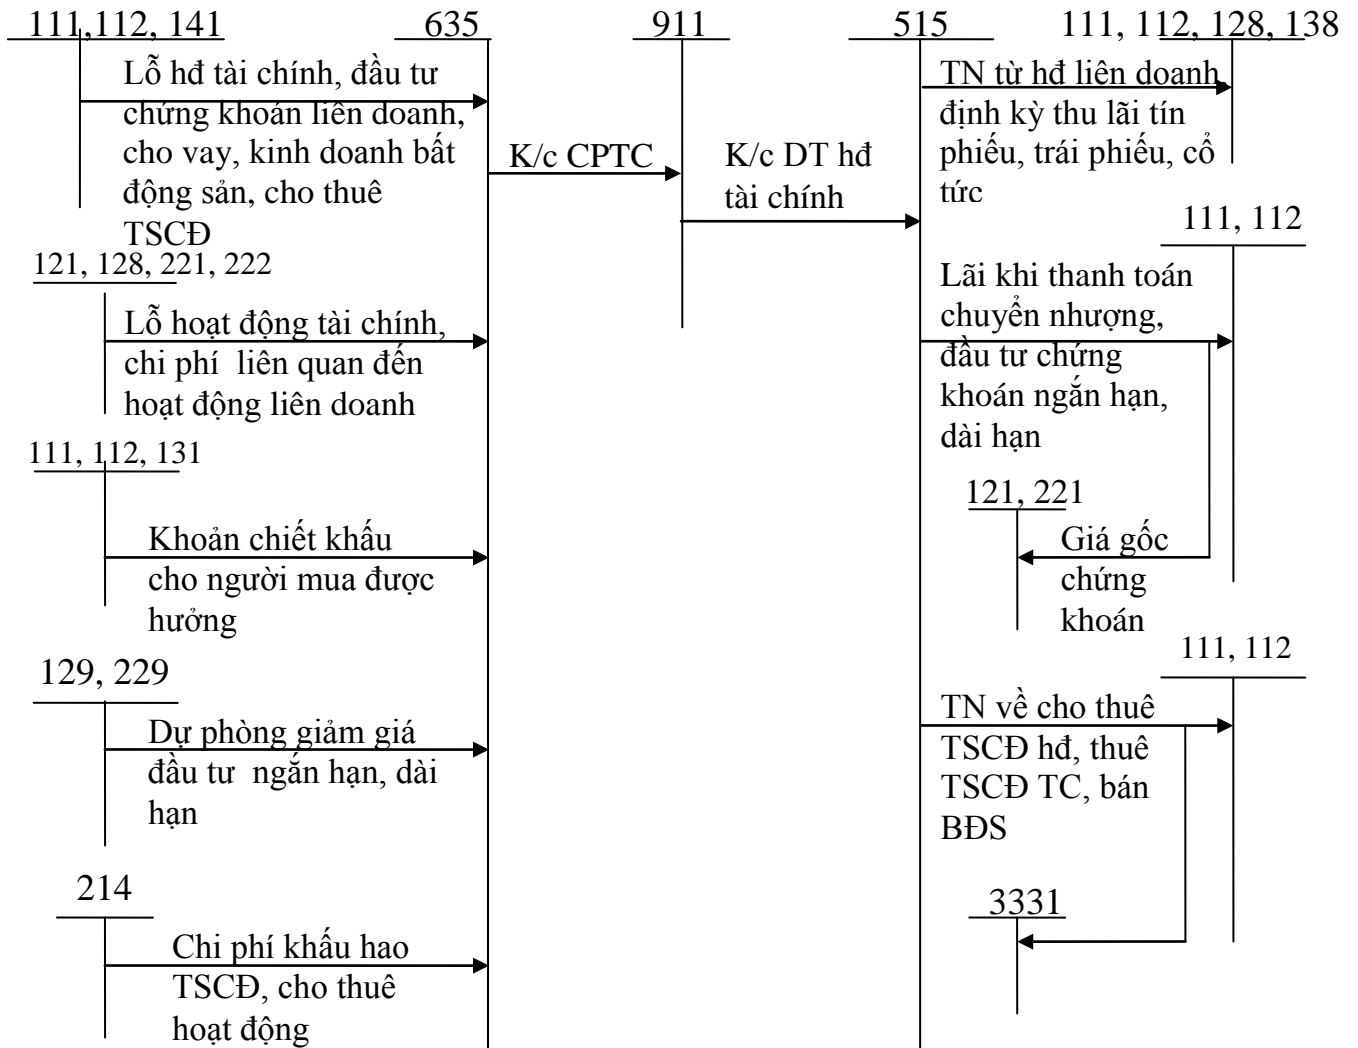 111,112, 141
635
911
515
111, 112, 128, 138
Lỗ hđ tài chính, đầu tư
chứng khoán liên doanh,
cho vay, kinh doanh bất
động sản, cho thuê
TSCĐ
K/c CPTC
K/c DT hđ
tài chính
TN từ hđ liên doanh,
định kỳ thu lãi tín
phiếu, trái phiếu, cổ
tức
111, 112
121, 128, 221, 222
Lỗ hoạt động tài chính,
chi phí liên quan đến
hoạt động liên doanh
Lãi khi thanh toán
chuyển nhượng,
đầu tư chứng
khoán ngắn hạn,
dài hạn
111, 112, 131
Khoản chiết khấu
cho người mua được
hưởng
121, 221
Giá gốc
chứng
khoán
111, 112
129, 229
Dự phòng giảm giá
đầu tư ngắn hạn, dài
hạn
TN về cho thuê
TSCĐ hđ, thuê
TSCĐ TC, bán
BĐS
214
Chi phí khấu hao
TSCĐ, cho thuê
hoạt động
3331